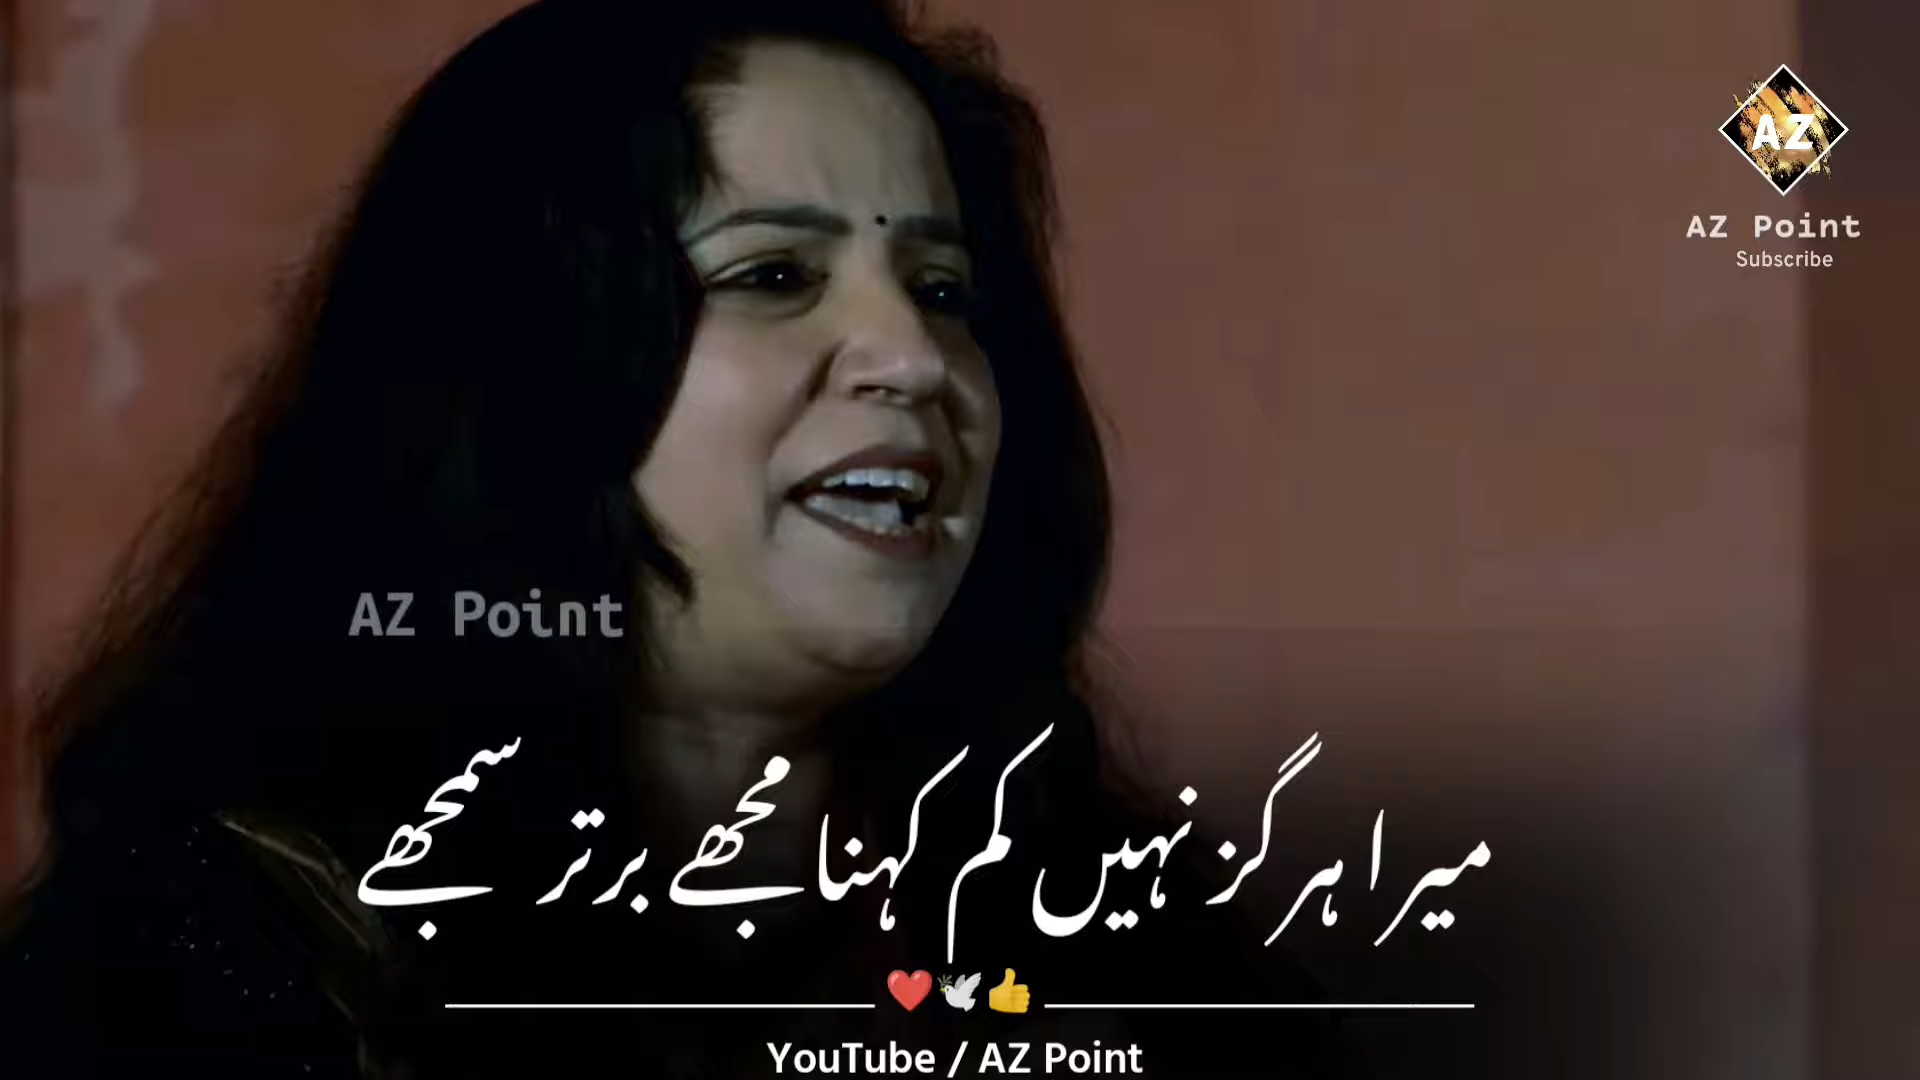 AZ
AZ Point
Subscribe
AZ Point
میرا ہرگز نہیں کم کہنا مجھے برتر سمجھے
❤️🕊️👍
YouTube / AZ Point